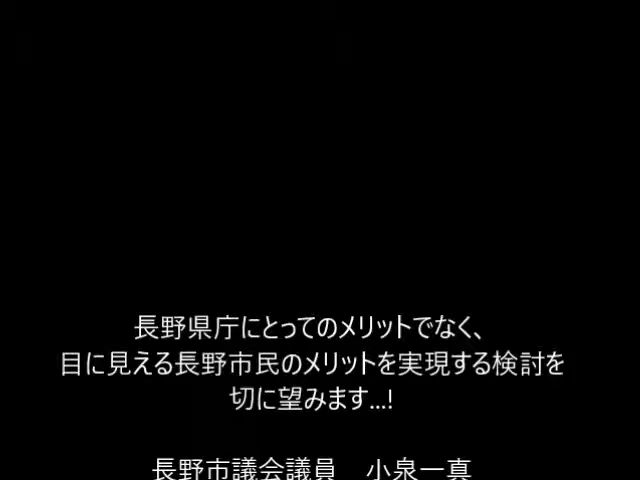 長野県庁にとってのメリットでなく、
目に見える長野市民のメリットを実現する検討を
切に望みます...!
長野市議会議員　小泉一真